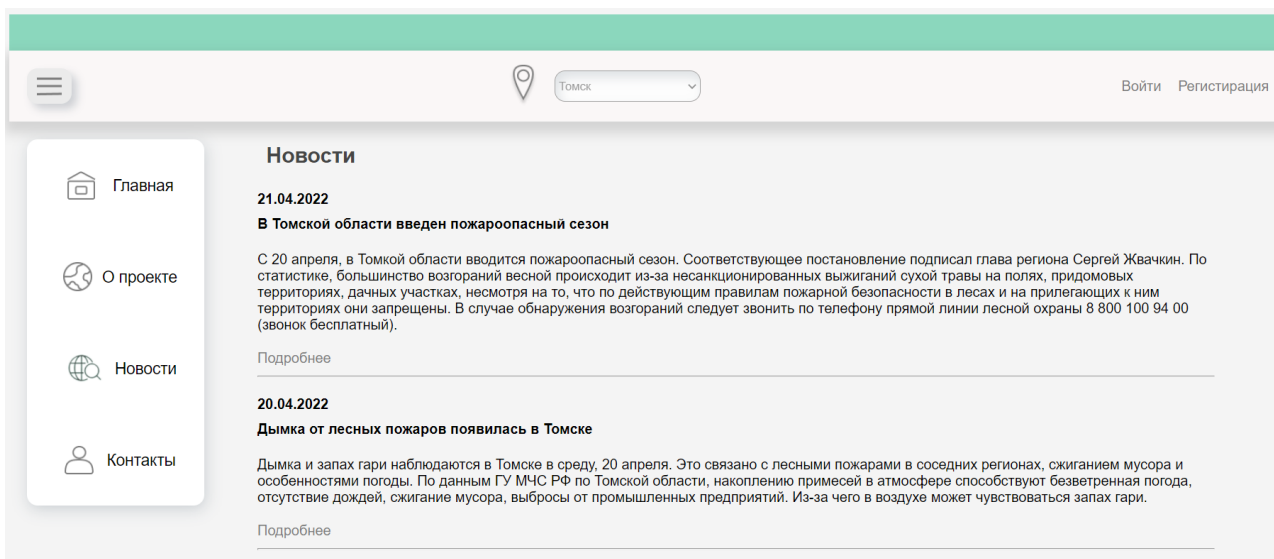 Томск
Войти Регистирация
Главная
О проекте
Новости
Контакты
Новости
21.04.2022
В Томской области введен пожароопасный сезон
С 20 апреля, в Томкой области вводится пожароопасный сезон. Соответствующее постановление подписал глава региона Сергей Жвачкин. По
статистике, большинство возгораний весной происходит из-за несанкционированных выжиганий сухой травы на полях, придомовых
территориях, дачных участках, несмотря на то, что по действующим правилам пожарной безопасности в лесах и на прилегающих к ним
территориях они запрещены. В случае обнаружения возгораний следует звонить по телефону прямой линии лесной охраны 8 800 100 94 00
(звонок бесплатный).
Подробнее
20.04.2022
Дымка от лесных пожаров появилась в Томске
Дымка и запах гари наблюдаются в Томске в среду, 20 апреля. Это связано с лесными пожарами в соседних регионах, сжиганием мусора и
особенностями погоды. По данным ГУ МЧС РФ по Томской области, накоплению примесей в атмосфере способствуют безветренная погода,
отсутствие дождей, сжигание мусора, выбросы от промышленных предприятий. Из-за чего в воздухе может чувствоваться запах гари.
Подробнее